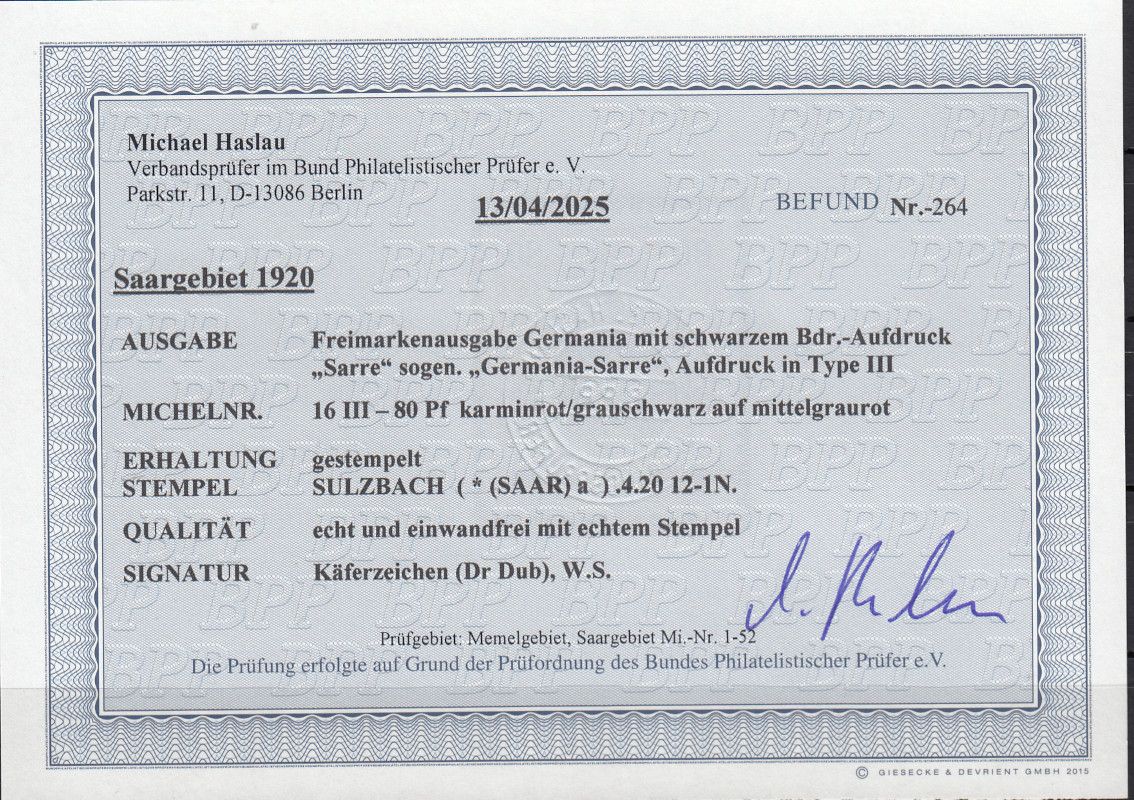 Michael Haslau
Verbandsprüfer im Bund Philatelistischer Prüfer e. V.
Parkstr. 11, D-13086 Berlin
13/04/2025
BEFUND Nr.-264
Saargebiet 1920
AUSGABE Freimarkenausgabe Germania mit schwarzem Bdr.-Aufdruck
„Sarre“ sogen. „Germania-Sarre“, Aufdruck in Type III
MICHELNR. 16 III – 80 Pf karminrot/grauschwarz auf mittelgraurot
ERHALTUNG gestempelt
STEMPEL SULZBACH ( * (SAAR) a ) .4.20 12-1N.
QUALITÄT echt und einwandfrei mit echtem Stempel
SIGNATUR Käferzeichen (Dr Dub), W.S.
Prüfgebiet: Memelgebiet, Saargebiet Mi.-Nr. 1-52
Die Prüfung erfolgte auf Grund der Prüfordnung des Bundes Philatelistischer Prüfer e.V.
© GIESECKE & DEVRIENT GMBH 2015